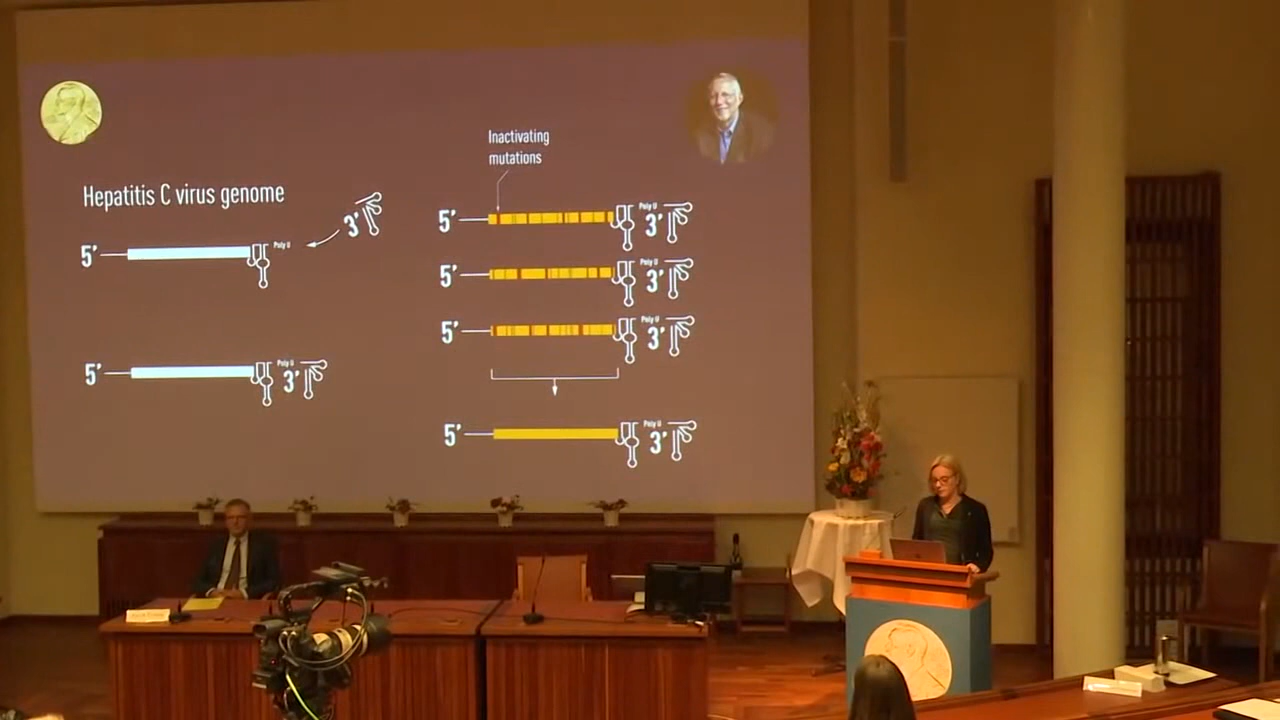 Hepatitis C virus genome
5' Poly U 3'
5' Poly U 3'
Inactivating
mutations
5' Poly U 3'
5' Poly U 3'
5' Poly U 3'
5' Poly U 3'